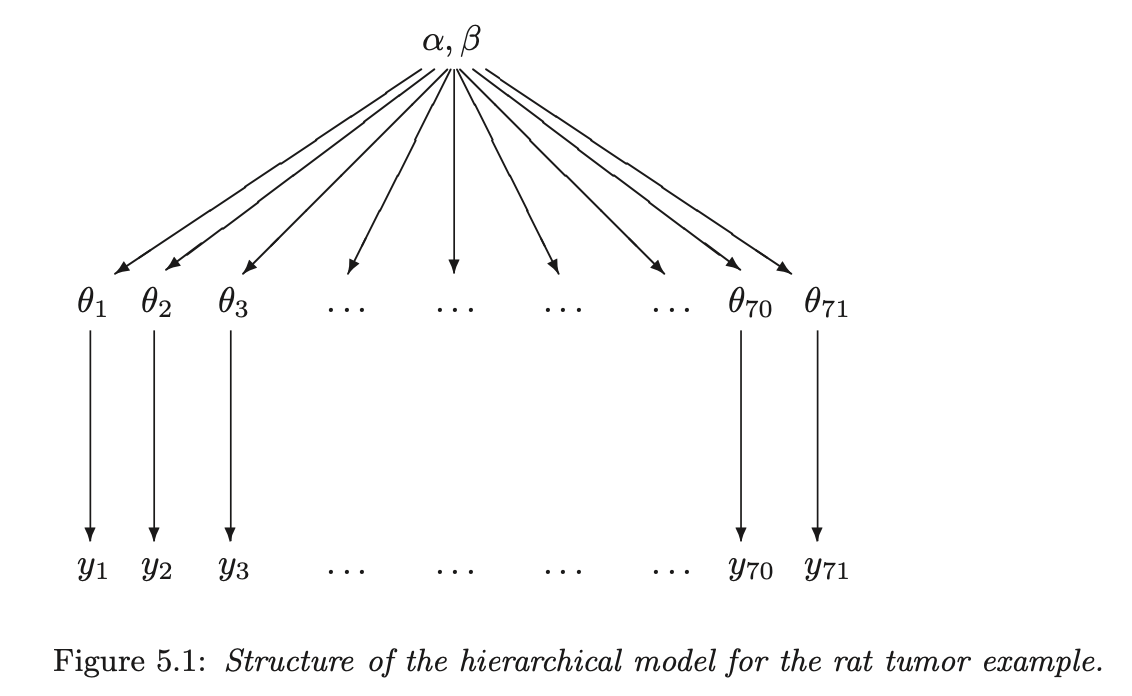 α, β
θ₁ θ₂ θ₃ ... ... ... ... θ₇₀ θ₇₁
y₁ y₂ y₃ ... ... ... ... y₇₀ y₇₁
Figure 5.1: Structure of the hierarchical model for the rat tumor example.